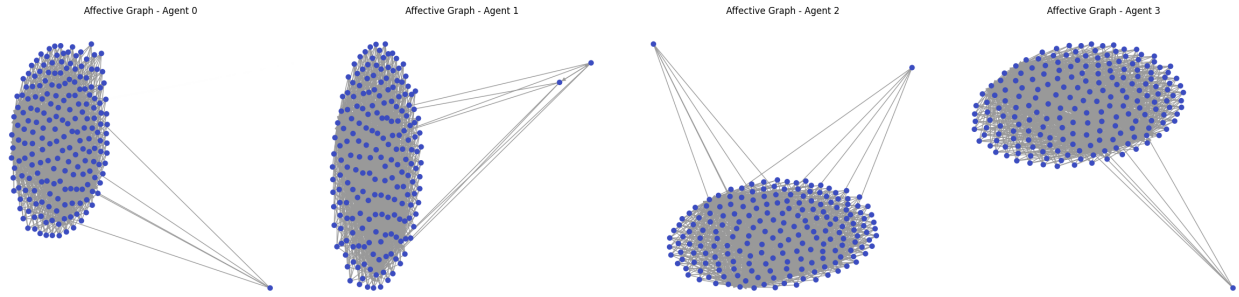 Affective Graph - Agent 0
Affective Graph - Agent 1
Affective Graph - Agent 2
Affective Graph - Agent 3